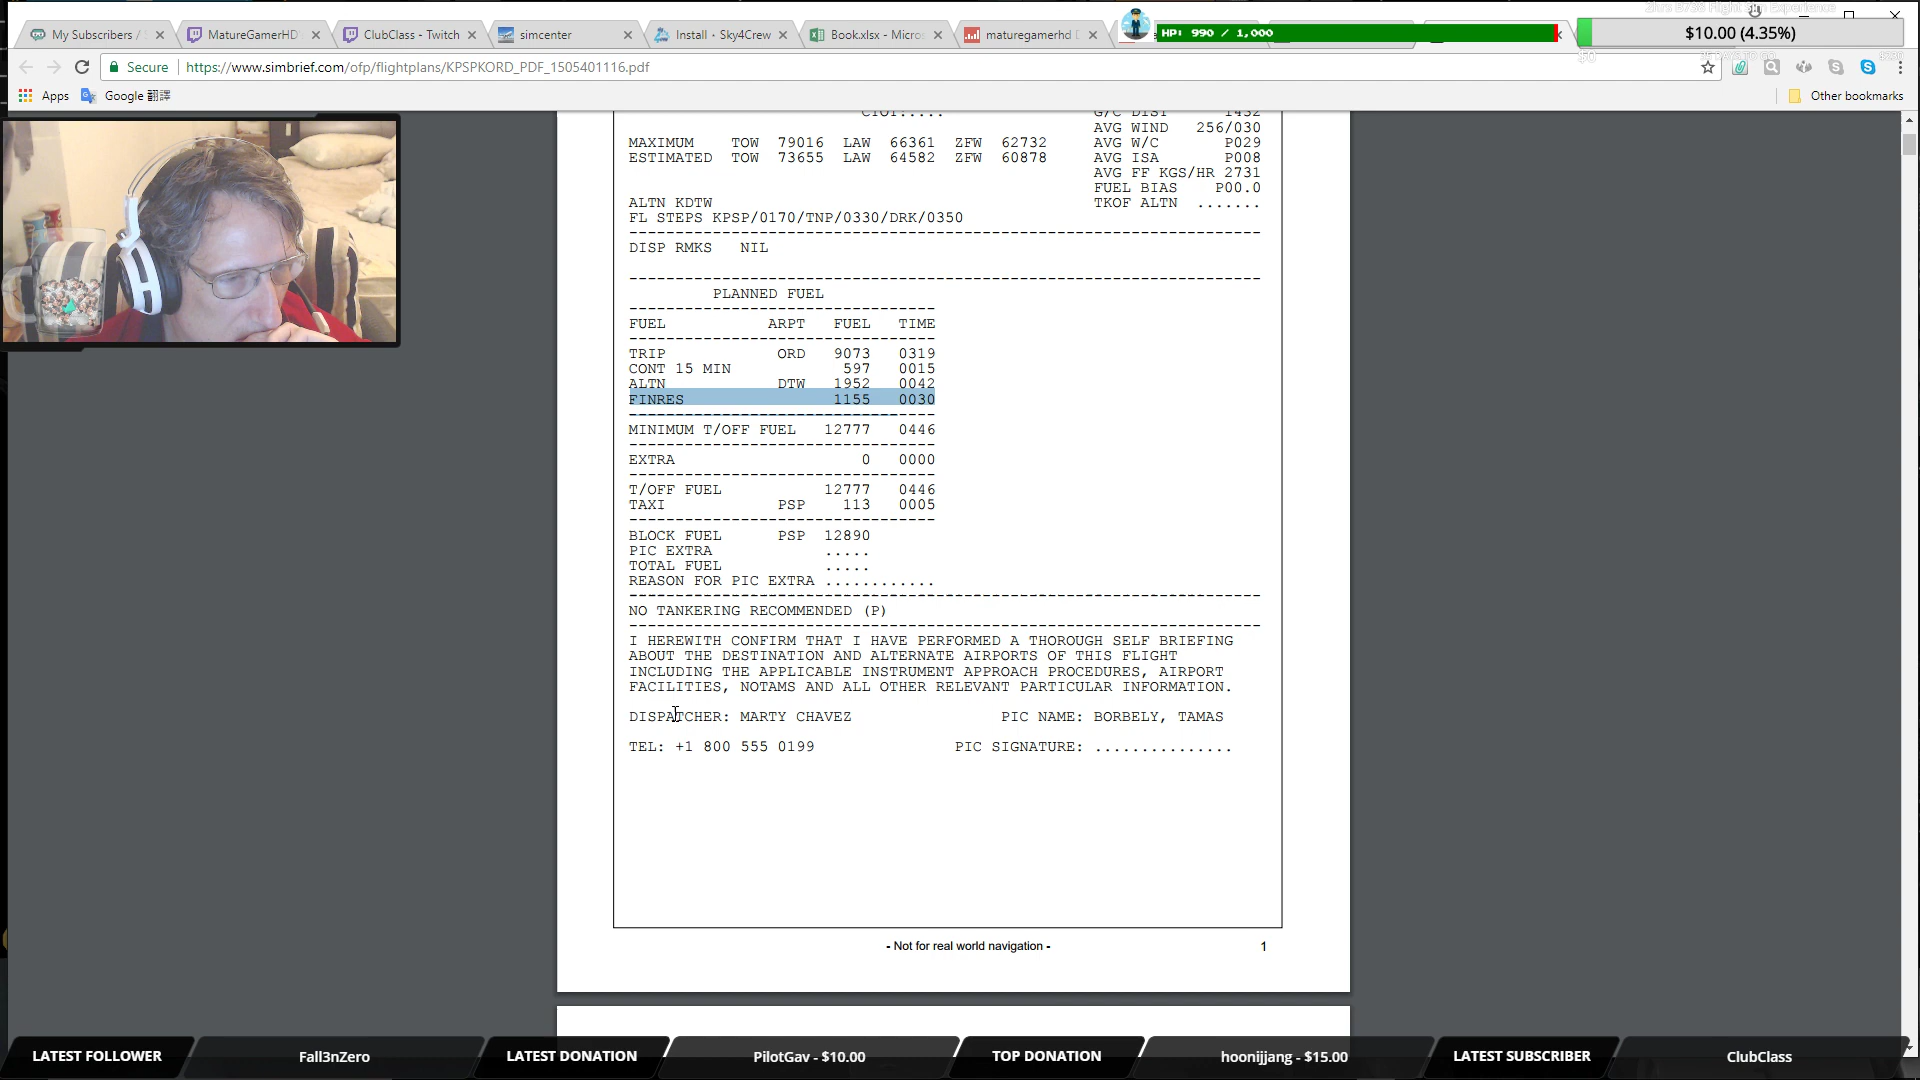 My Subscribers /
MatureGamerHD
ClubClass - Twitch
simcenter
Install · Sky4Crew
Book.xlsx - Micros
maturegamerhd D
HP: 990 / 1,000
$10.00 (4.35%)
Secure
https://www.simbrief.com/ofp/flightplans/KPSPKORD_PDF_1505401116.pdf
Apps
Google 翻譯
Other bookmarks
G/C DIST 1432
AVG WIND 256/030
MAXIMUM TOW 79016 LAW 66361 ZFW 62732 AVG W/C P029
ESTIMATED TOW 73655 LAW 64582 ZFW 60878 AVG ISA P008
AVG FF KGS/HR 2731
FUEL BIAS P00.0
ALTN KDTW TKOF ALTN .......
FL STEPS KPSP/0170/TNP/0330/DRK/0350
DISP RMKS NIL
PLANNED FUEL
FUEL ARPT FUEL TIME
TRIP ORD 9073 0319
CONT 15 MIN 597 0015
ALTN DTW 1952 0042
FINRES 1155 0030
MINIMUM T/OFF FUEL 12777 0446
EXTRA 0 0000
T/OFF FUEL 12777 0446
TAXI PSP 113 0005
BLOCK FUEL PSP 12890
PIC EXTRA .....
TOTAL FUEL .....
REASON FOR PIC EXTRA ............
NO TANKERING RECOMMENDED (P)
I HEREWITH CONFIRM THAT I HAVE PERFORMED A THOROUGH SELF BRIEFING
ABOUT THE DESTINATION AND ALTERNATE AIRPORTS OF THIS FLIGHT
INCLUDING THE APPLICABLE INSTRUMENT APPROACH PROCEDURES, AIRPORT
FACILITIES, NOTAMS AND ALL OTHER RELEVANT PARTICULAR INFORMATION.
DISPATCHER: MARTY CHAVEZ PIC NAME: BORBELY, TAMAS
TEL: +1 800 555 0199 PIC SIGNATURE: ...............
- Not for real world navigation -
1
LATEST FOLLOWER
Fall3nZero
LATEST DONATION
PilotGav - $10.00
TOP DONATION
hoonijjang - $15.00
LATEST SUBSCRIBER
ClubClass